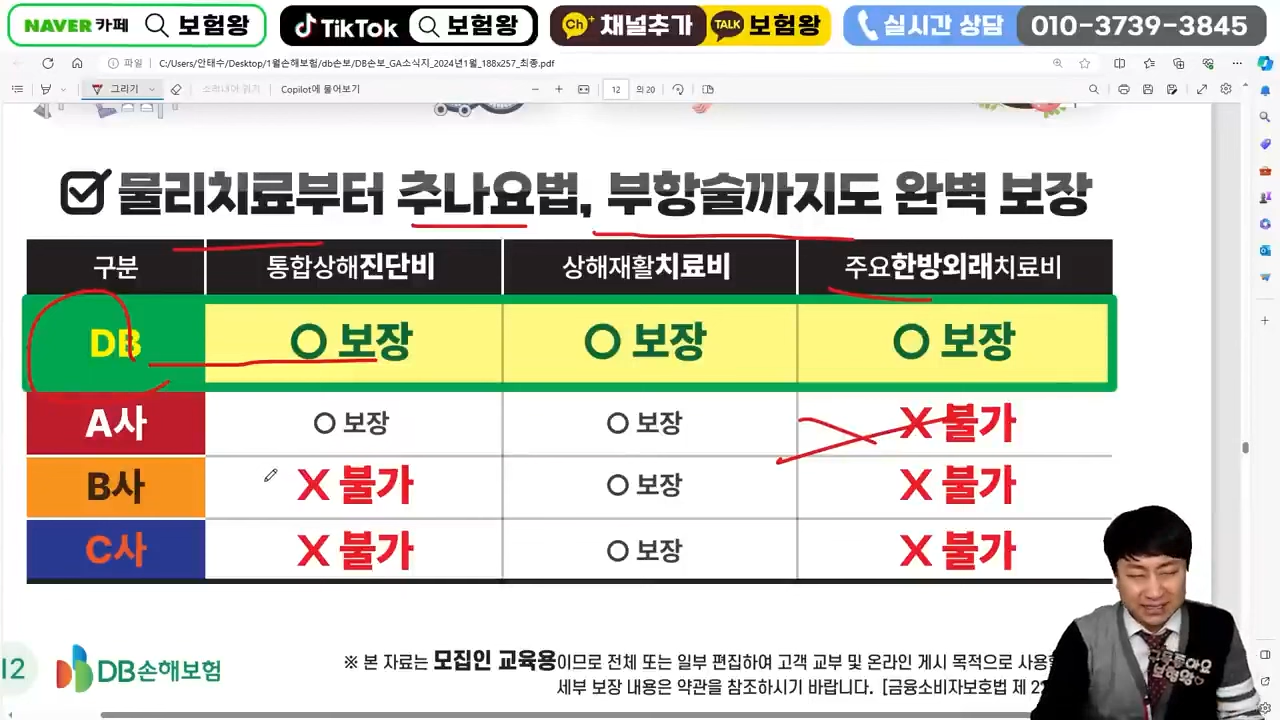 NAVER 카페 보험왕 TikTok 보험왕 Ch+ 채널추가 TALK 보험왕 실시간 상담 010-3739-3845
파일 C:/Users/안태수/Desktop/1월손해보험/db손보/DB손보_GA소식지_2024년1월_188x257_최종.pdf
그리기 소리내어 읽기 Copilot에 물어보기 12 의 20
물리치료부터 추나요법, 부항술까지도 완벽 보장
구분 통합상해진단비 상해재활치료비 주요한방외래치료비
DB O 보장 O 보장 O 보장
A사 O 보장 O 보장 X 불가
B사 X 불가 O 보장 X 불가
C사 X 불가 O 보장 X 불가
12 DB손해보험
※ 본 자료는 모집인 교육용이므로 전체 또는 일부 편집하여 고객 교부 및 온라인 게시 목적으로
세부 보장 내용은 약관을 참조하시기 바랍니다. [금융소비자보호법 제
보험왕